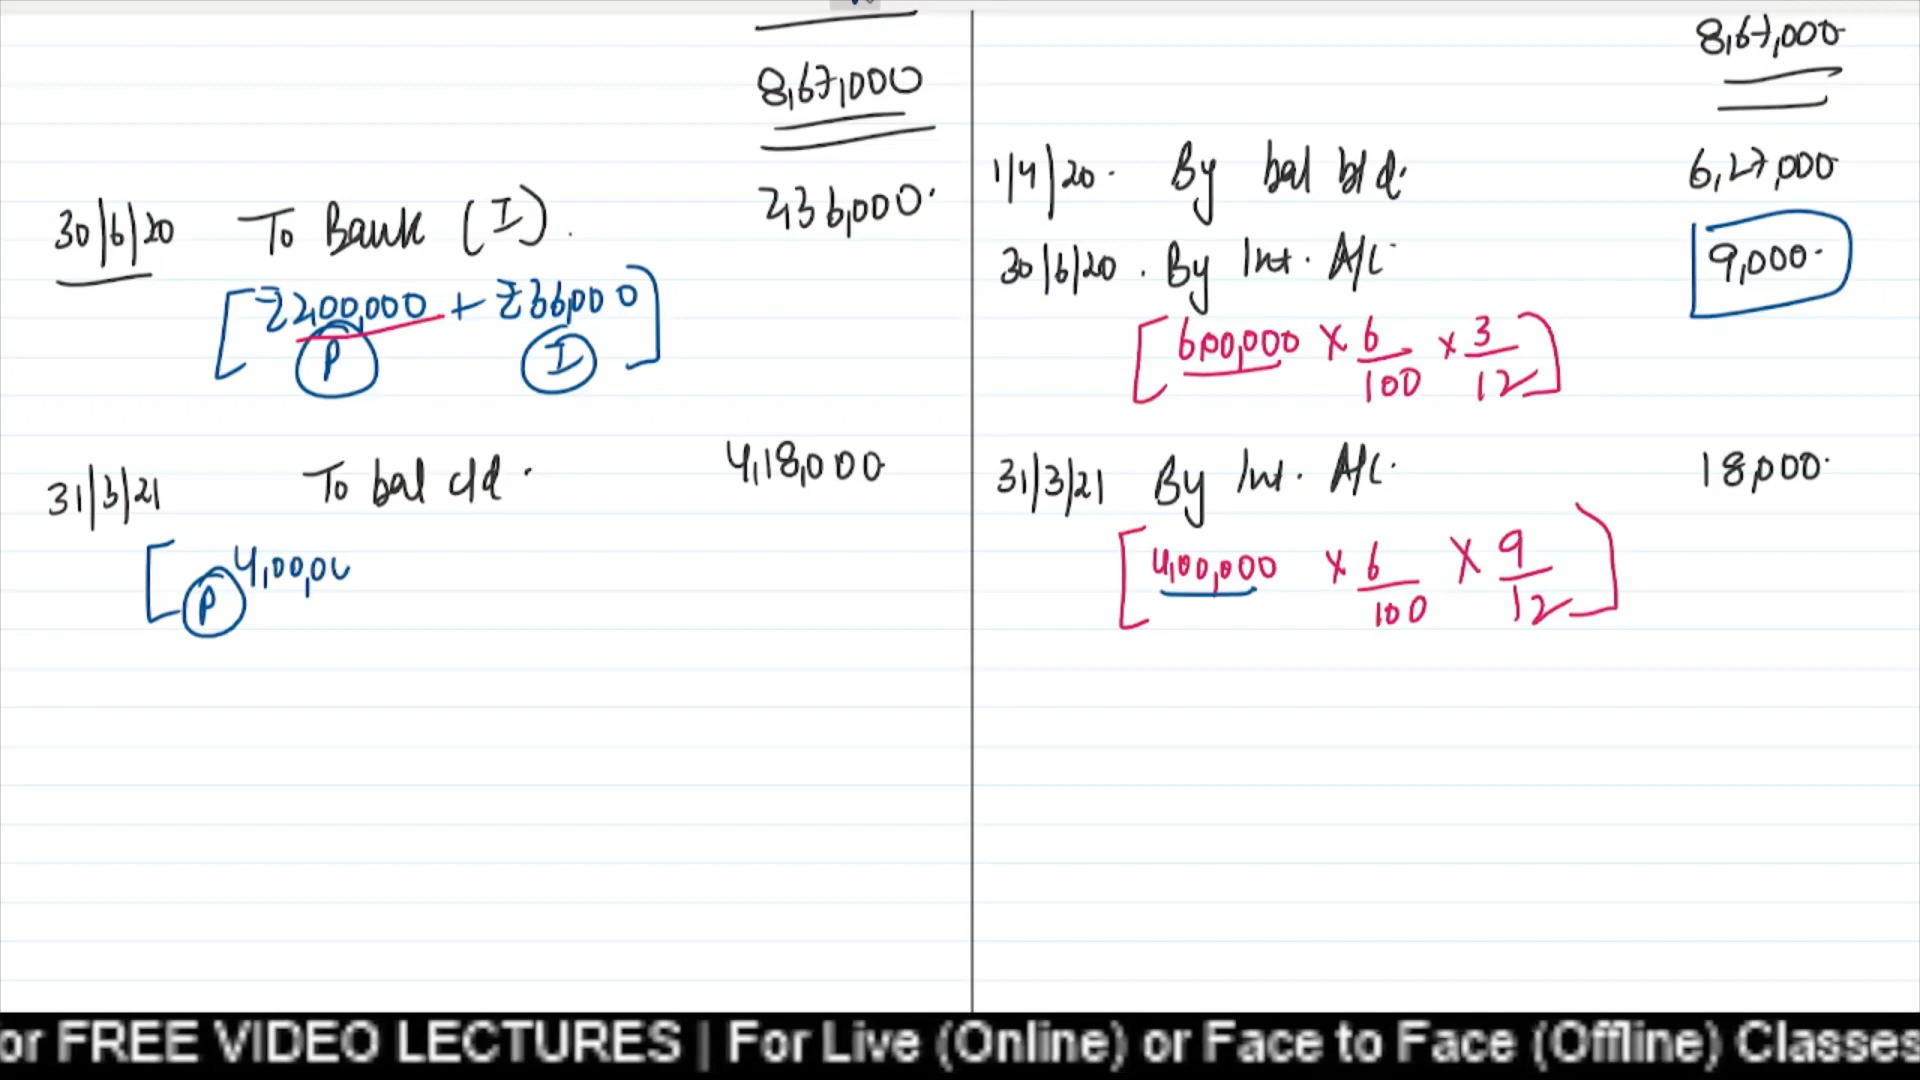 8,67,000
30/6/20 To Bank (I). 2,36,000.
[₹2,00,000 + ₹36,000]
P I
31/3/21 To bal c/d. 4,18,000
[P 4,00,00
8,67,000
1/4/20. By bal b/d. 6,27,000
30/6/20. By Int. A/c. 9,000.
[6,00,000 × 6/100 × 3/12]
31/3/21 By Int. A/c. 18,000.
[4,00,000 × 6/100 × 9/12]
or FREE VIDEO LECTURES | For Live (Online) or Face to Face (Offline) Classes